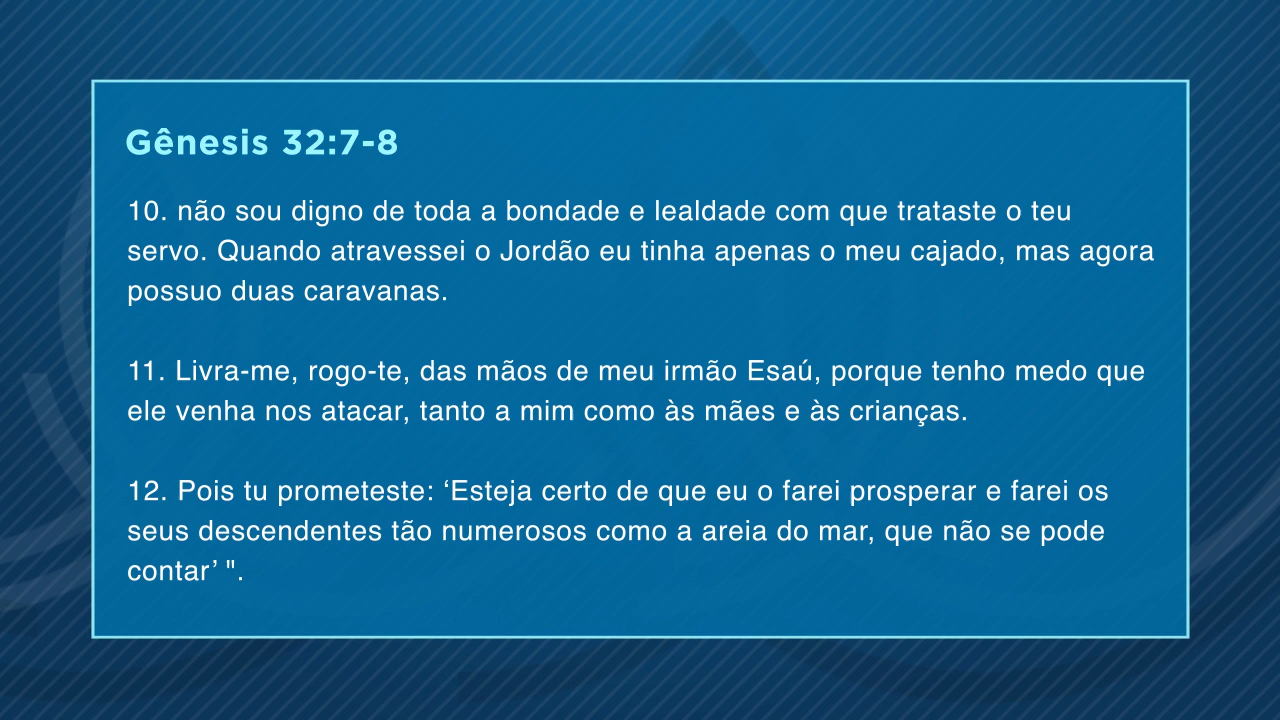 Gênesis 32:7-8
10. não sou digno de toda a bondade e lealdade com que trataste o teu
servo. Quando atravessei o Jordão eu tinha apenas o meu cajado, mas agora
possuo duas caravanas.
11. Livra-me, rogo-te, das mãos de meu irmão Esaú, porque tenho medo que
ele venha nos atacar, tanto a mim como às mães e às crianças.
12. Pois tu prometeste: ‘Esteja certo de que eu o farei prosperar e farei os
seus descendentes tão numerosos como a areia do mar, que não se pode
contar’ ".